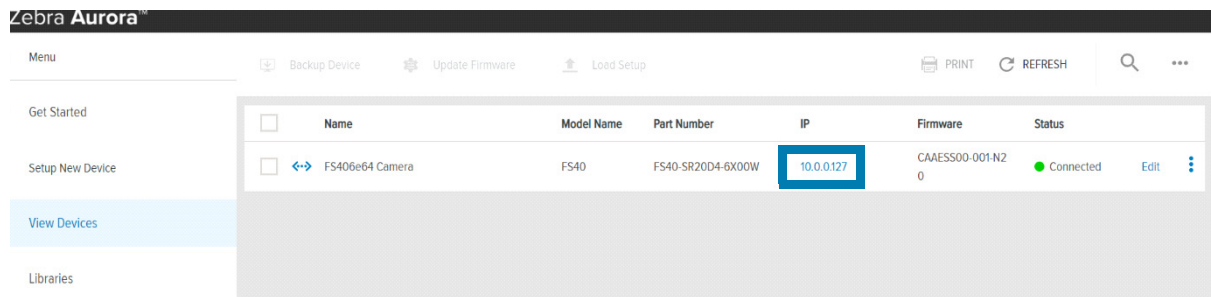 Zebra Aurora™
Menu
Backup Device Update Firmware Load Setup PRINT REFRESH
Get Started
Name Model Name Part Number IP Firmware Status
Setup New Device
FS406e64 Camera FS40 FS40-SR20D4-6X00W 10.0.0.127 CAAESS00-001-N2 Connected Edit
0
View Devices
Libraries